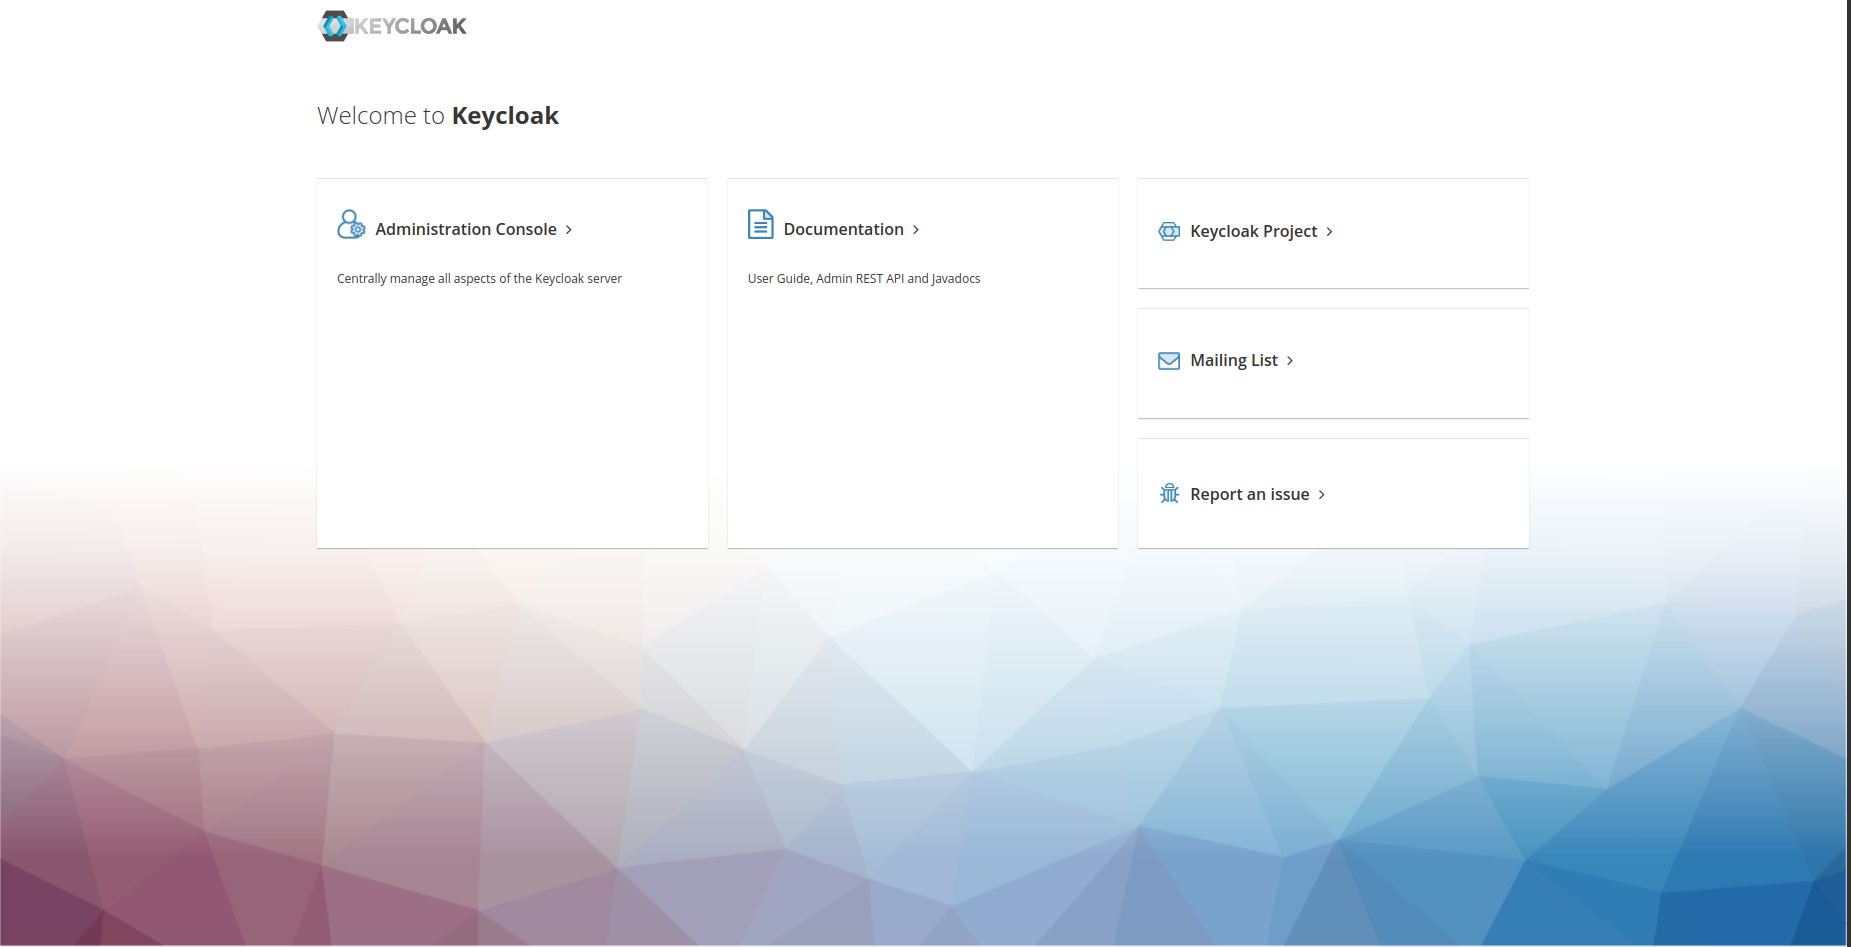 KEYCLOAK
Welcome to Keycloak
Administration Console
Centrally manage all aspects of the Keycloak server
Documentation
User Guide, Admin REST API and Javadocs
Keycloak Project
Mailing List
Report an issue